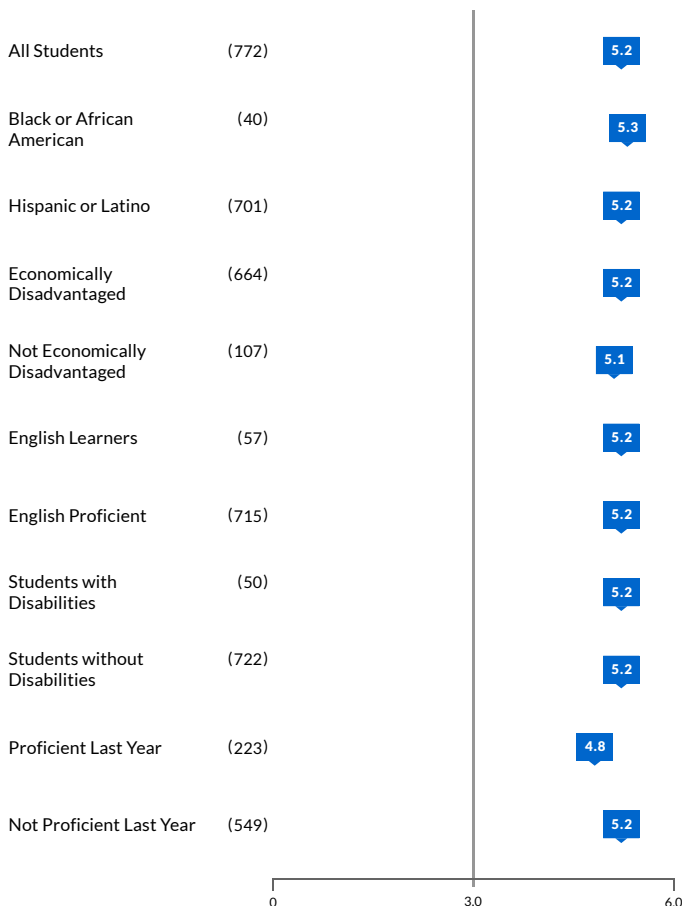 All Students (772) 5.2
Black or African (40) 5.3
American
Hispanic or Latino (701) 5.2
Economically (664) 5.2
Disadvantaged
Not Economically (107) 5.1
Disadvantaged
English Learners (57) 5.2
English Proficient (715) 5.2
Students with (50) 5.2
Disabilities
Students without (722) 5.2
Disabilities
Proficient Last Year (223) 4.8
Not Proficient Last Year (549) 5.2
0 3.0 6.0